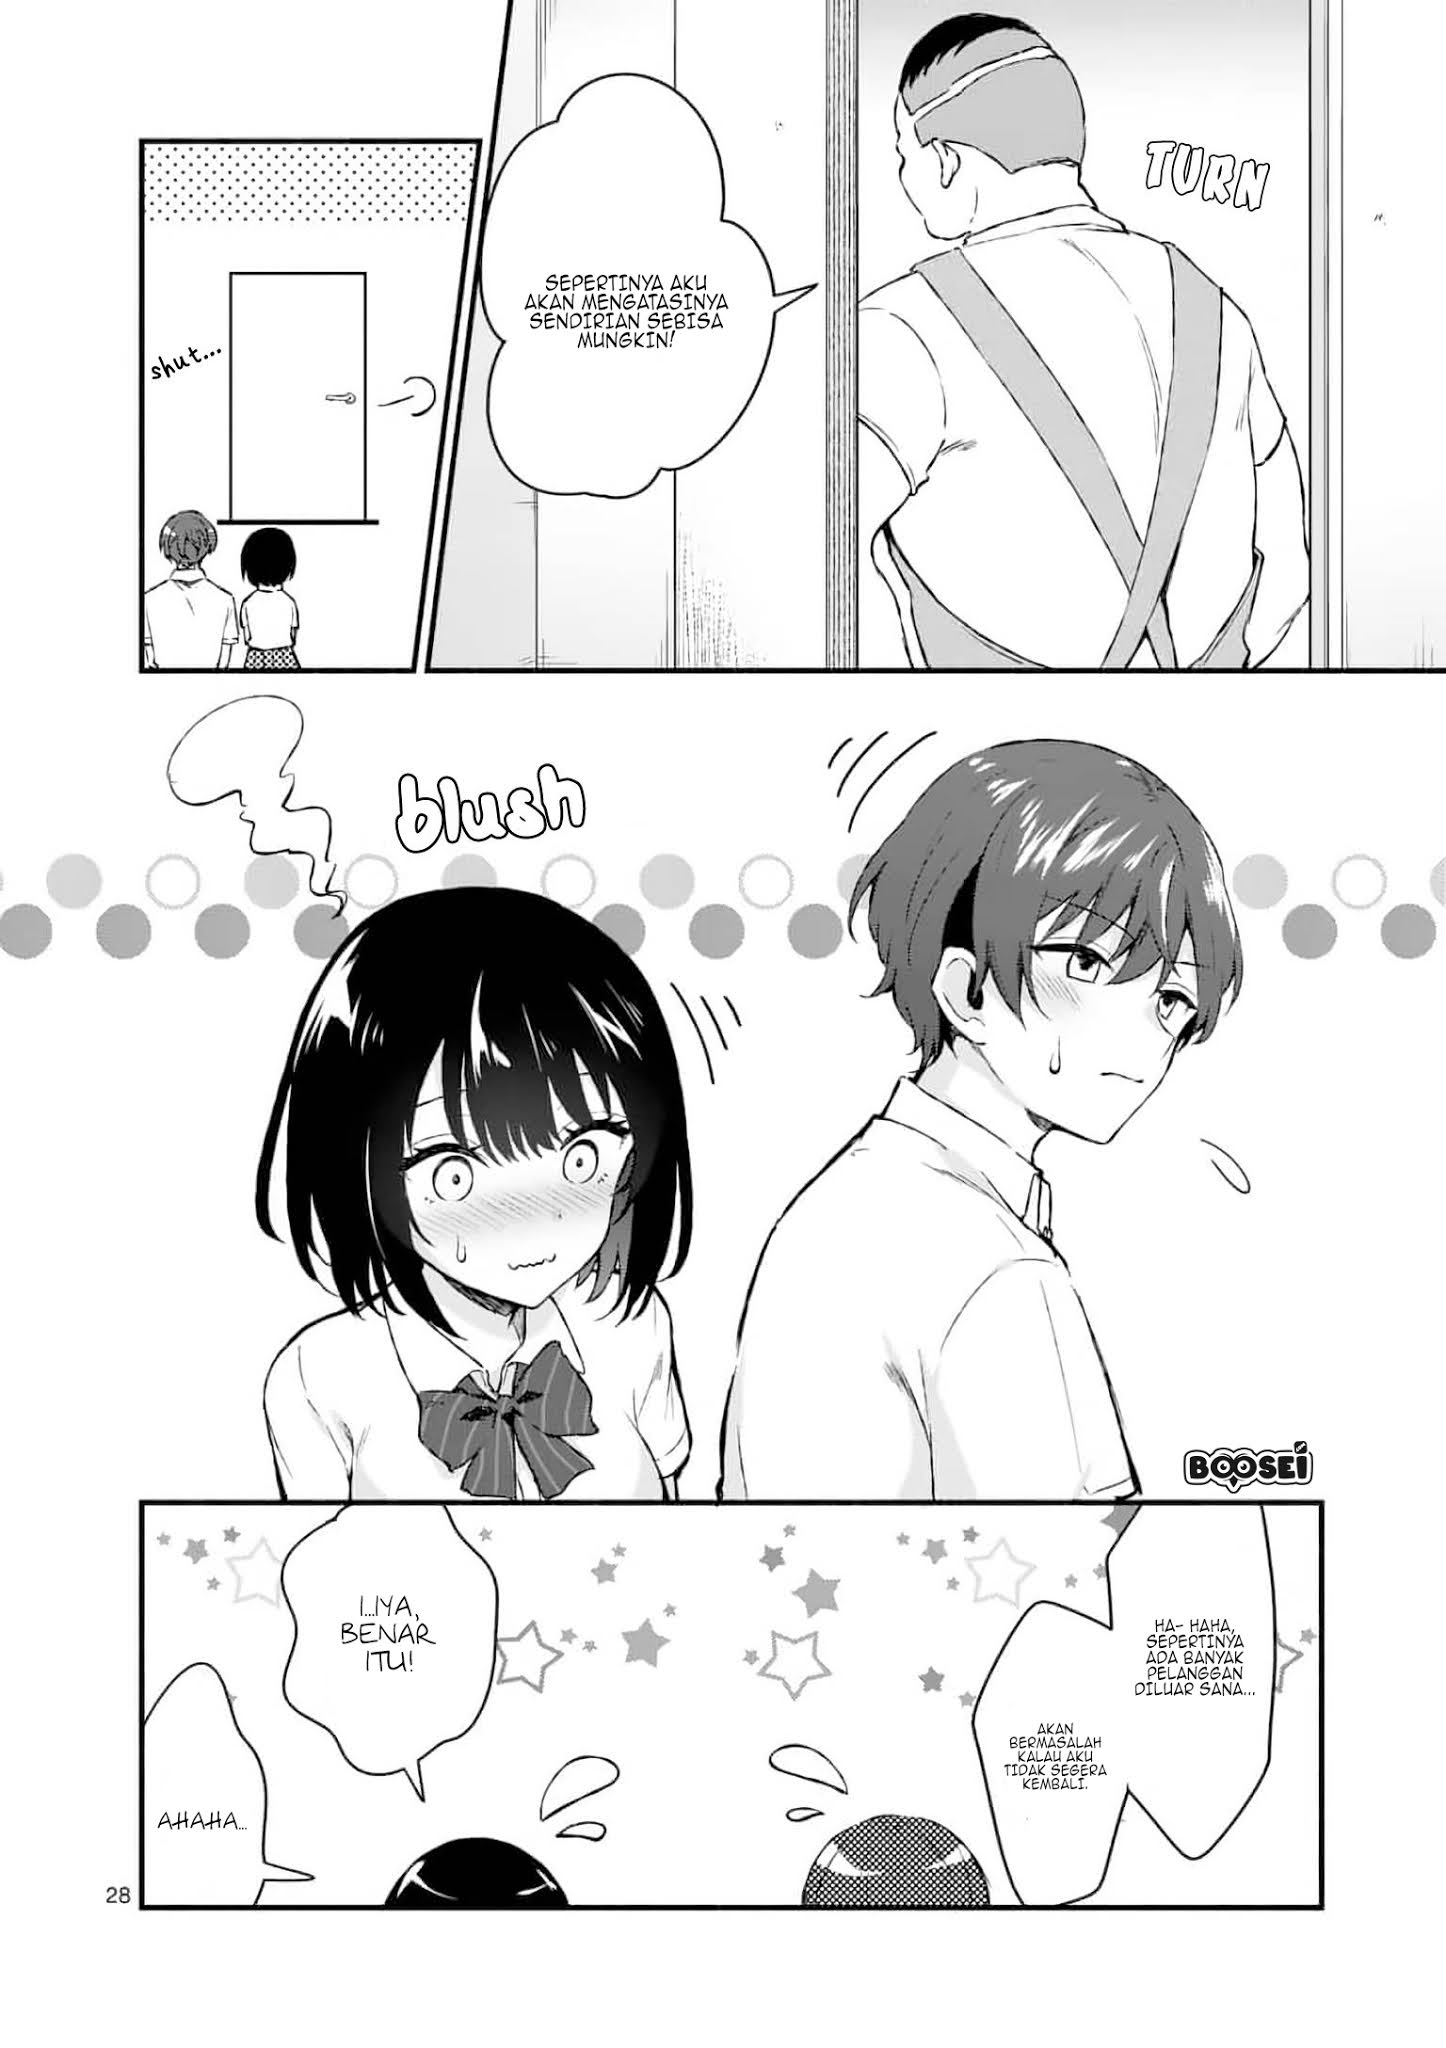 TURN
SEPERTINYA AKU
AKAN MENGATASINYA
SENDIRIAN SEBISA
MUNGKIN!
shut...
blush
BOOSEI
HA- HAHA,
SEPERTINYA
ADA BANYAK
PELANGGAN
DILUAR SANA...
AKAN
BERMASALAH
KALAU AKU
TIDAK SEGERA
KEMBALI.
I...IYA,
BENAR
ITU!
AHAHA...
28